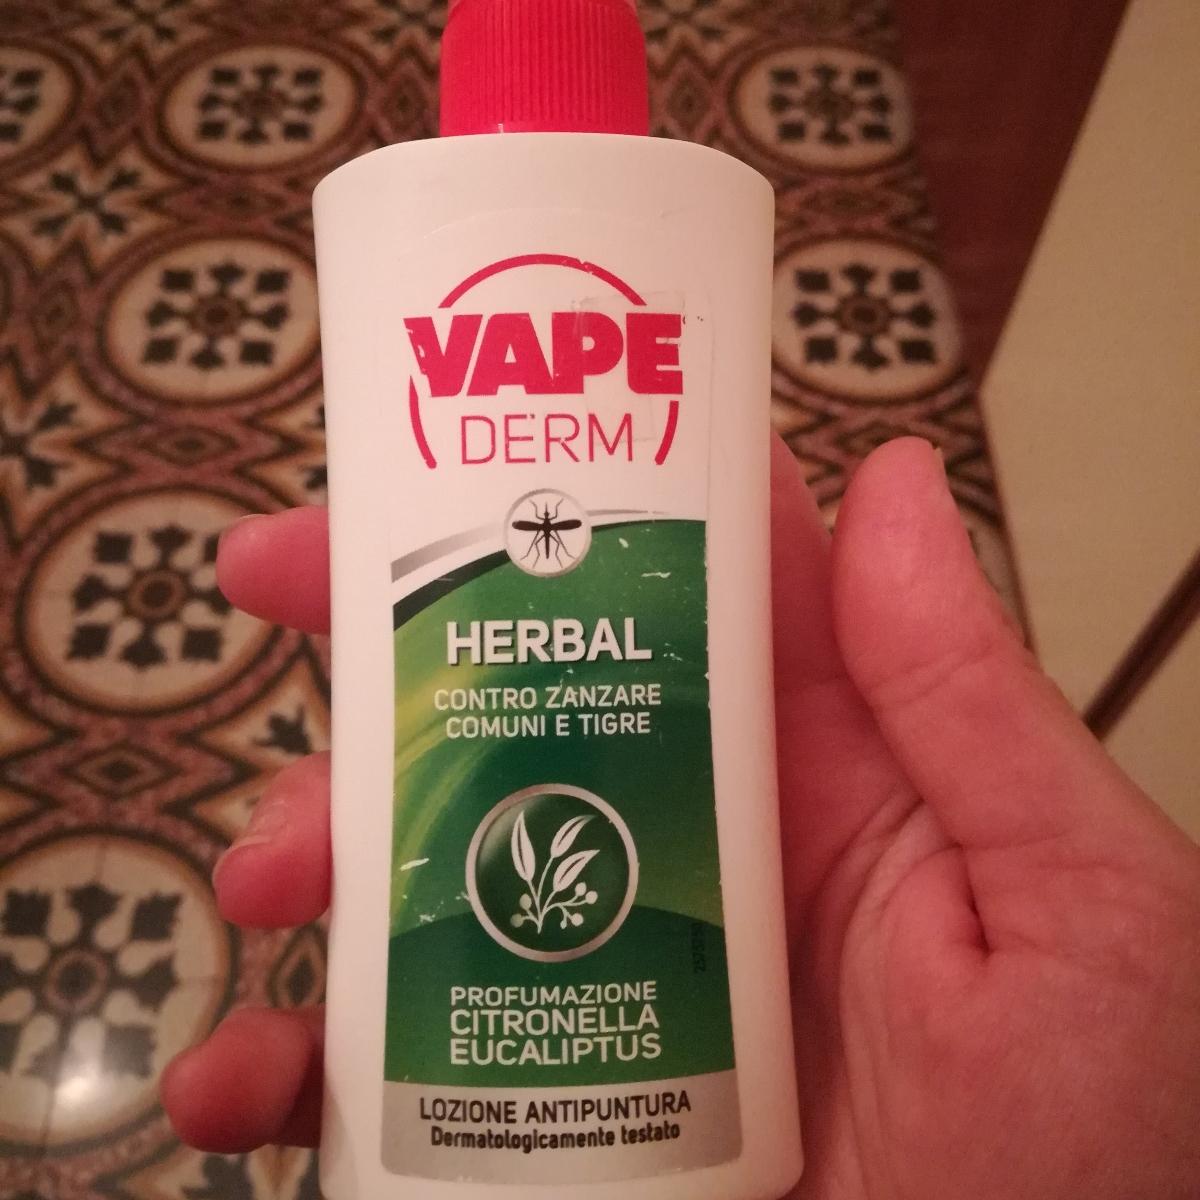 VAPE
DERM
HERBAL
CONTRO ZANZARE
COMUNI E TIGRE
PROFUMAZIONE
CITRONELLA
EUCALIPTUS
LOZIONE ANTIPUNTURA
Dermatologicamente testato